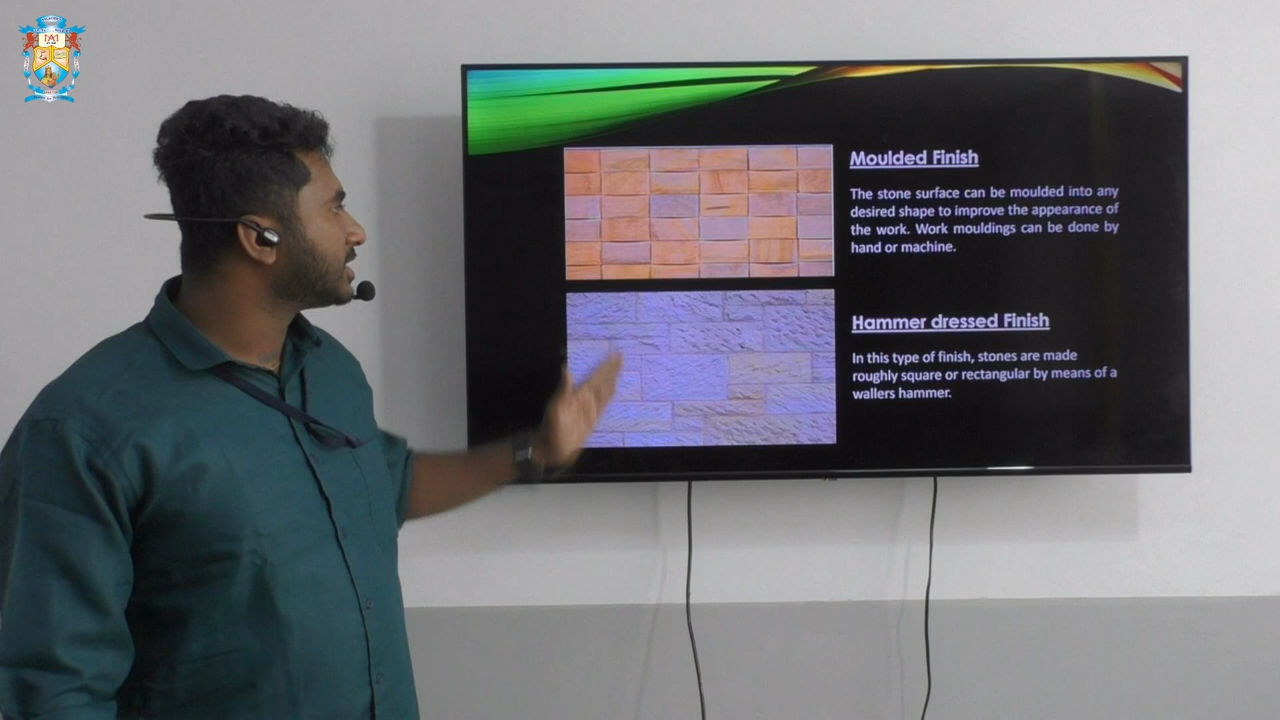 Moulded Finish
The stone surface can be moulded into any
desired shape to improve the appearance of
the work. Work mouldings can be done by
hand or machine.
Hammer dressed Finish
In this type of finish, stones are made
roughly square or rectangular by means of a
wallers hammer.